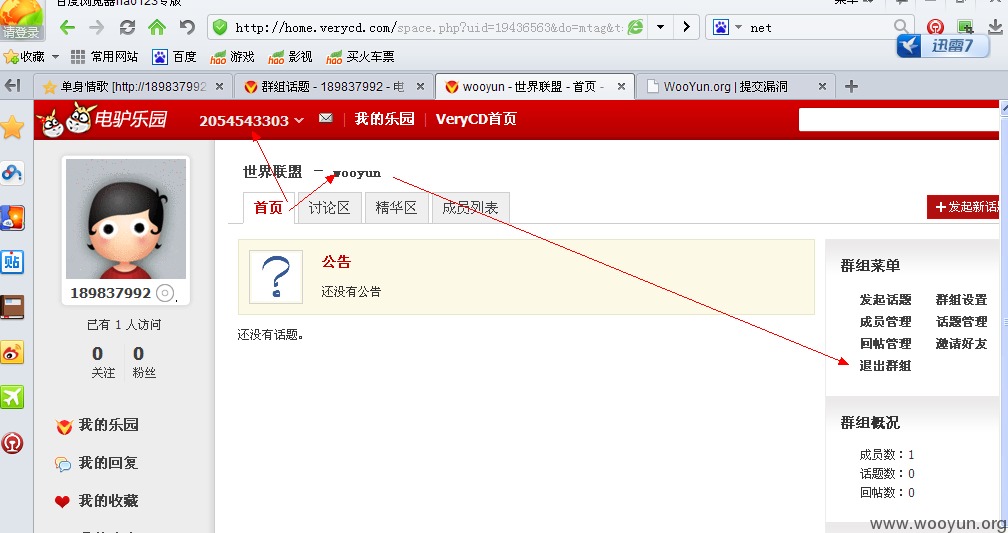 百度浏览器hao123专版
菜单
请登录
http://home.verycd.com/space.php?uid=19436563&do=mtag&t
net
收藏 常用网站 百度 游戏 影视 买火车票
迅雷7
单身情歌 [http://189837992 群组话题 - 189837992 - 电 wooyun - 世界联盟 - 首页 - WooYun.org | 提交漏洞
电驴乐园 2054543303 我的乐园 VeryCD首页
世界联盟 － wooyun
首页 讨论区 精华区 成员列表
+发起新话题
公告
还没有公告
还没有话题。
189837992
已有 1 人访问
0 0
关注 粉丝
我的乐园
我的回复
我的收藏
贴
群组菜单
发起话题 群组设置
成员管理 话题管理
回帖管理 邀请好友
退出群组
群组概况
成员数：1
话题数：0
回帖数：0
www.wooyun.org